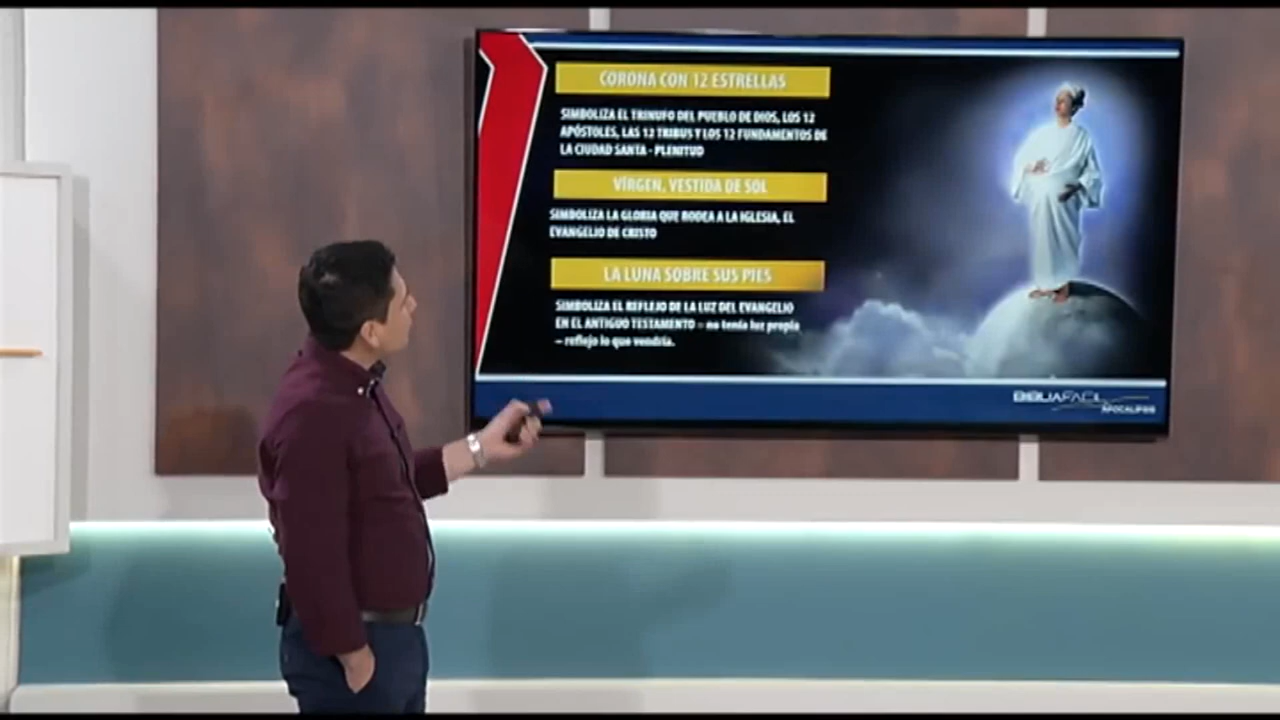 CORONA CON 12 ESTRELLAS
SIMBOLIZA EL TRINUFO DEL PUEBLO DE DIOS, LOS 12
APÓSTOLES, LAS 12 TRIBUS Y LOS 12 FUNDAMENTOS DE
LA CIUDAD SANTA - PLENITUD
VÍRGEN, VESTIDA DE SOL
SIMBOLIZA LA GLORIA QUE RODEA A LA IGLESIA, EL
EVANGELIO DE CRISTO
LA LUNA SOBRE SUS PIES
SIMBOLIZA EL REFLEJO DE LA LUZ DEL EVANGELIO
EN EL ANTIGUO TESTAMENTO – no tenía luz propia
– reflejo lo que vendría.
BIBLIAFACIL
APOCALIPSIS